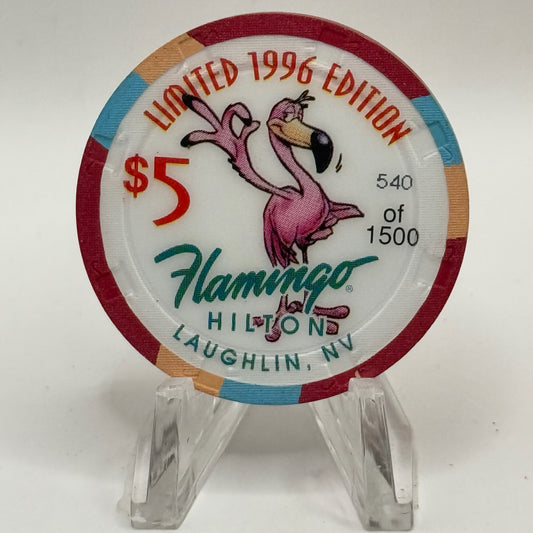 LIMITED 1996 EDITION
$5
540
of
1500
Flamingo®
HILTON
LAUGHLIN, NV